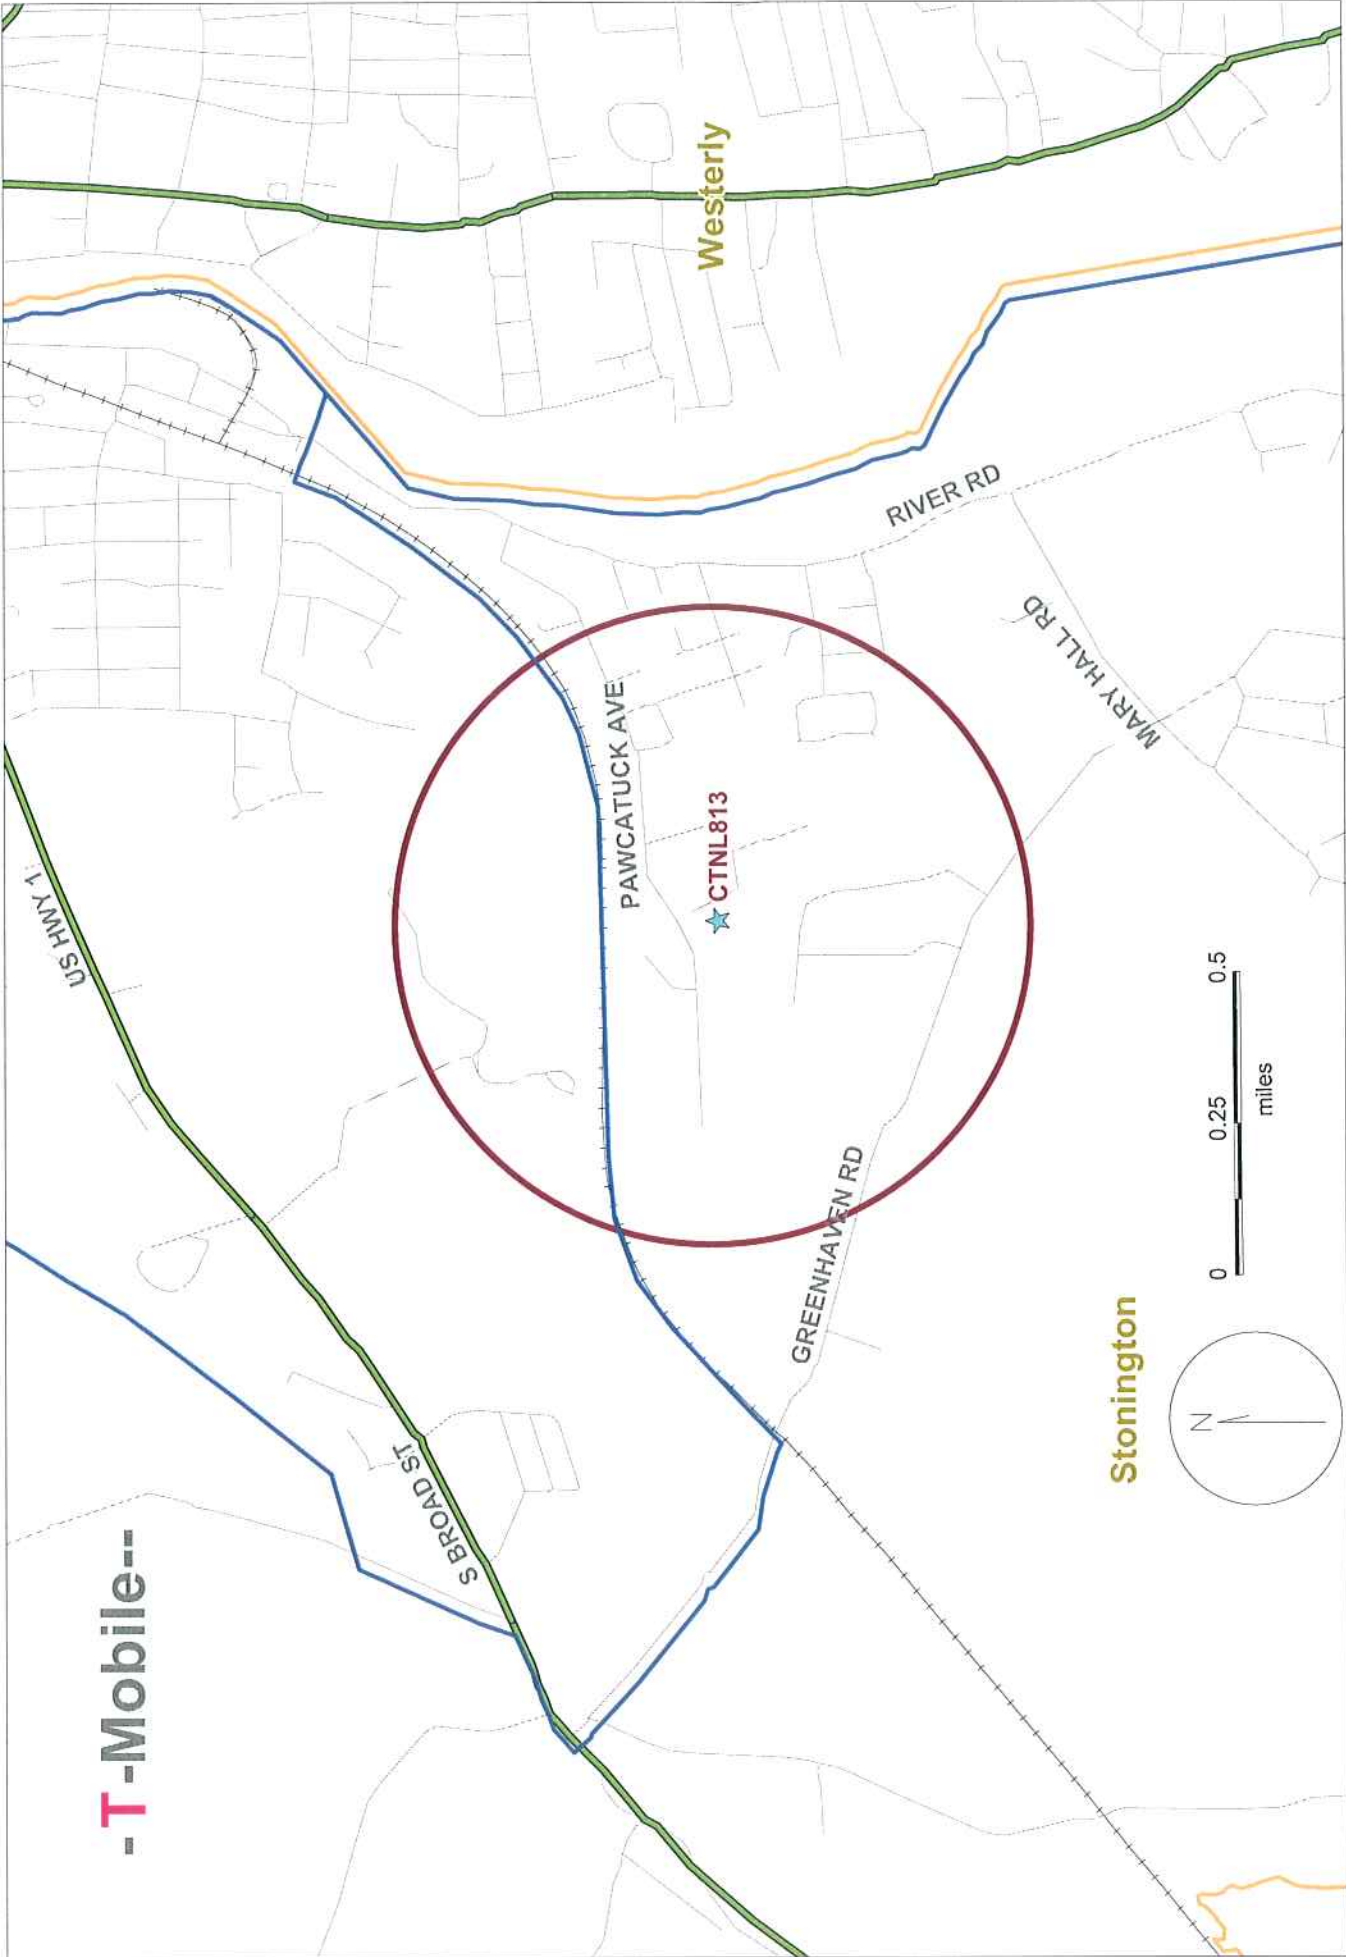 - T -Mobile--
US HWY 1
S BROAD ST
Westerly
PAWCATUCK AVE
CTNL813
RIVER RD
MARY HALL RD
GREENHAVEN RD
Stonington
N
0 0.25 0.5
miles